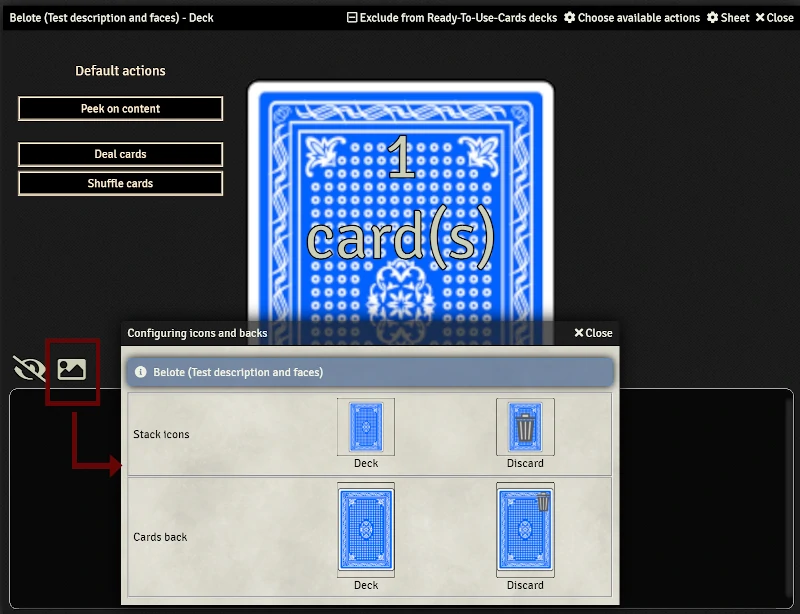 Belote (Test description and faces) - Deck
Exclude from Ready-To-Use-Cards decks
Choose available actions
Sheet
Close
Default actions
Peek on content
Deal cards
Shuffle cards
1
card(s)
Configuring icons and backs
Close
Belote (Test description and faces)
Stack icons
Deck
Discard
Cards back
Deck
Discard